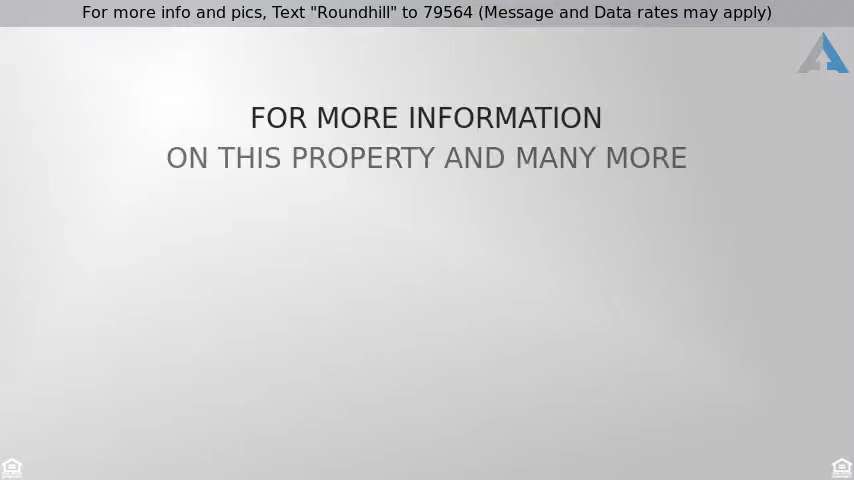 For more info and pics, Text "Roundhill" to 79564 (Message and Data rates may apply)
FOR MORE INFORMATION
ON THIS PROPERTY AND MANY MORE